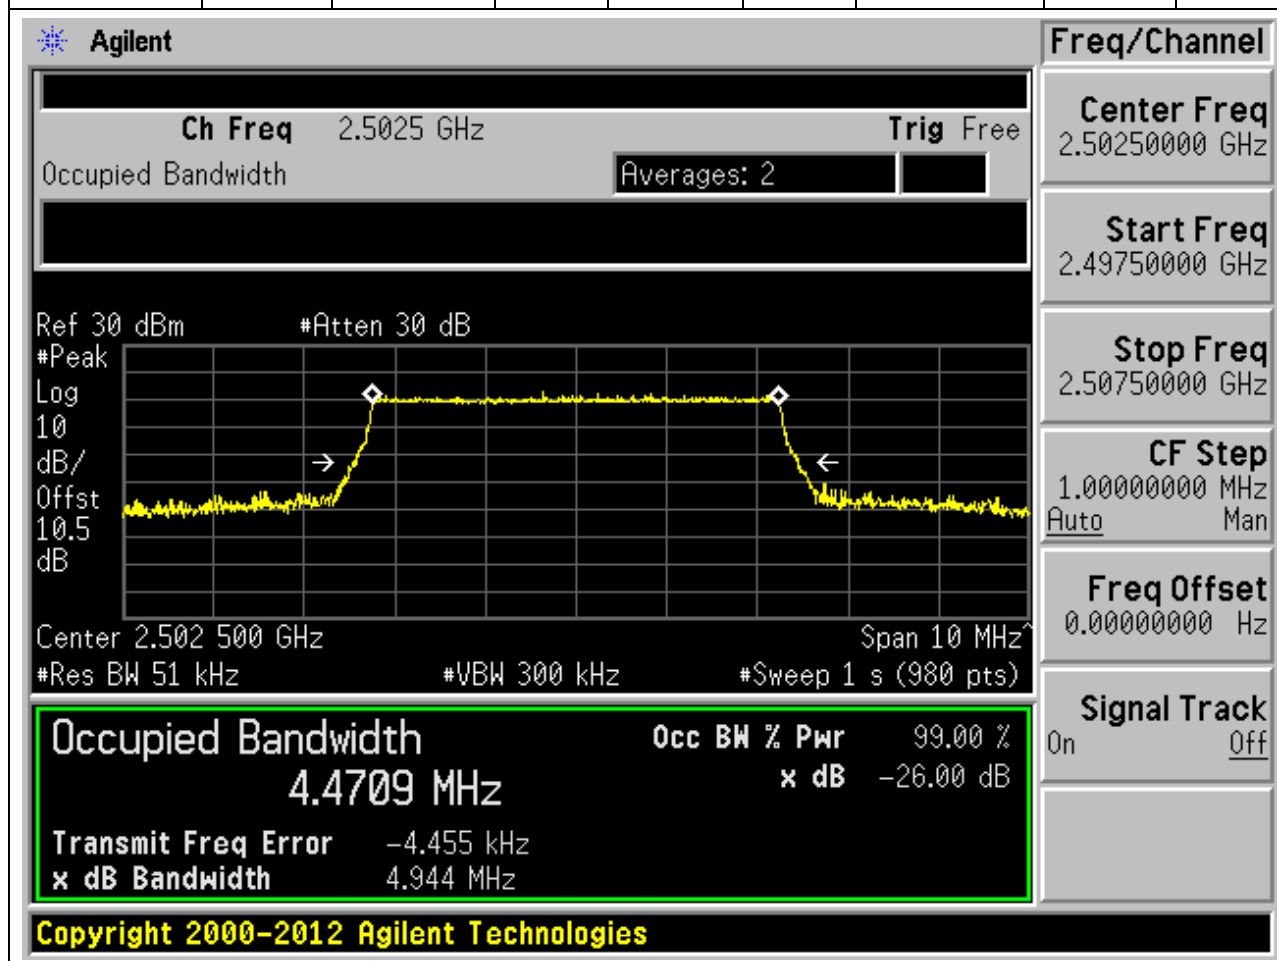 Agilent
Freq/Channel
Ch Freq 2.5025 GHz Trig Free
Occupied Bandwidth Averages: 2
Center Freq
2.50250000 GHz
Start Freq
2.49750000 GHz
Stop Freq
2.50750000 GHz
CF Step
1.00000000 MHz
Auto Man
Freq Offset
0.00000000 Hz
Signal Track
On Off
Ref 30 dBm #Atten 30 dB
#Peak
Log
10
dB/
Offst
10.5
dB
Center 2.502 500 GHz Span 10 MHz^
#Res BW 51 kHz #VBW 300 kHz #Sweep 1 s (980 pts)
Occupied Bandwidth Occ BW % Pwr 99.00 %
4.4709 MHz x dB -26.00 dB
Transmit Freq Error -4.455 kHz
x dB Bandwidth 4.944 MHz
Copyright 2000-2012 Agilent Technologies